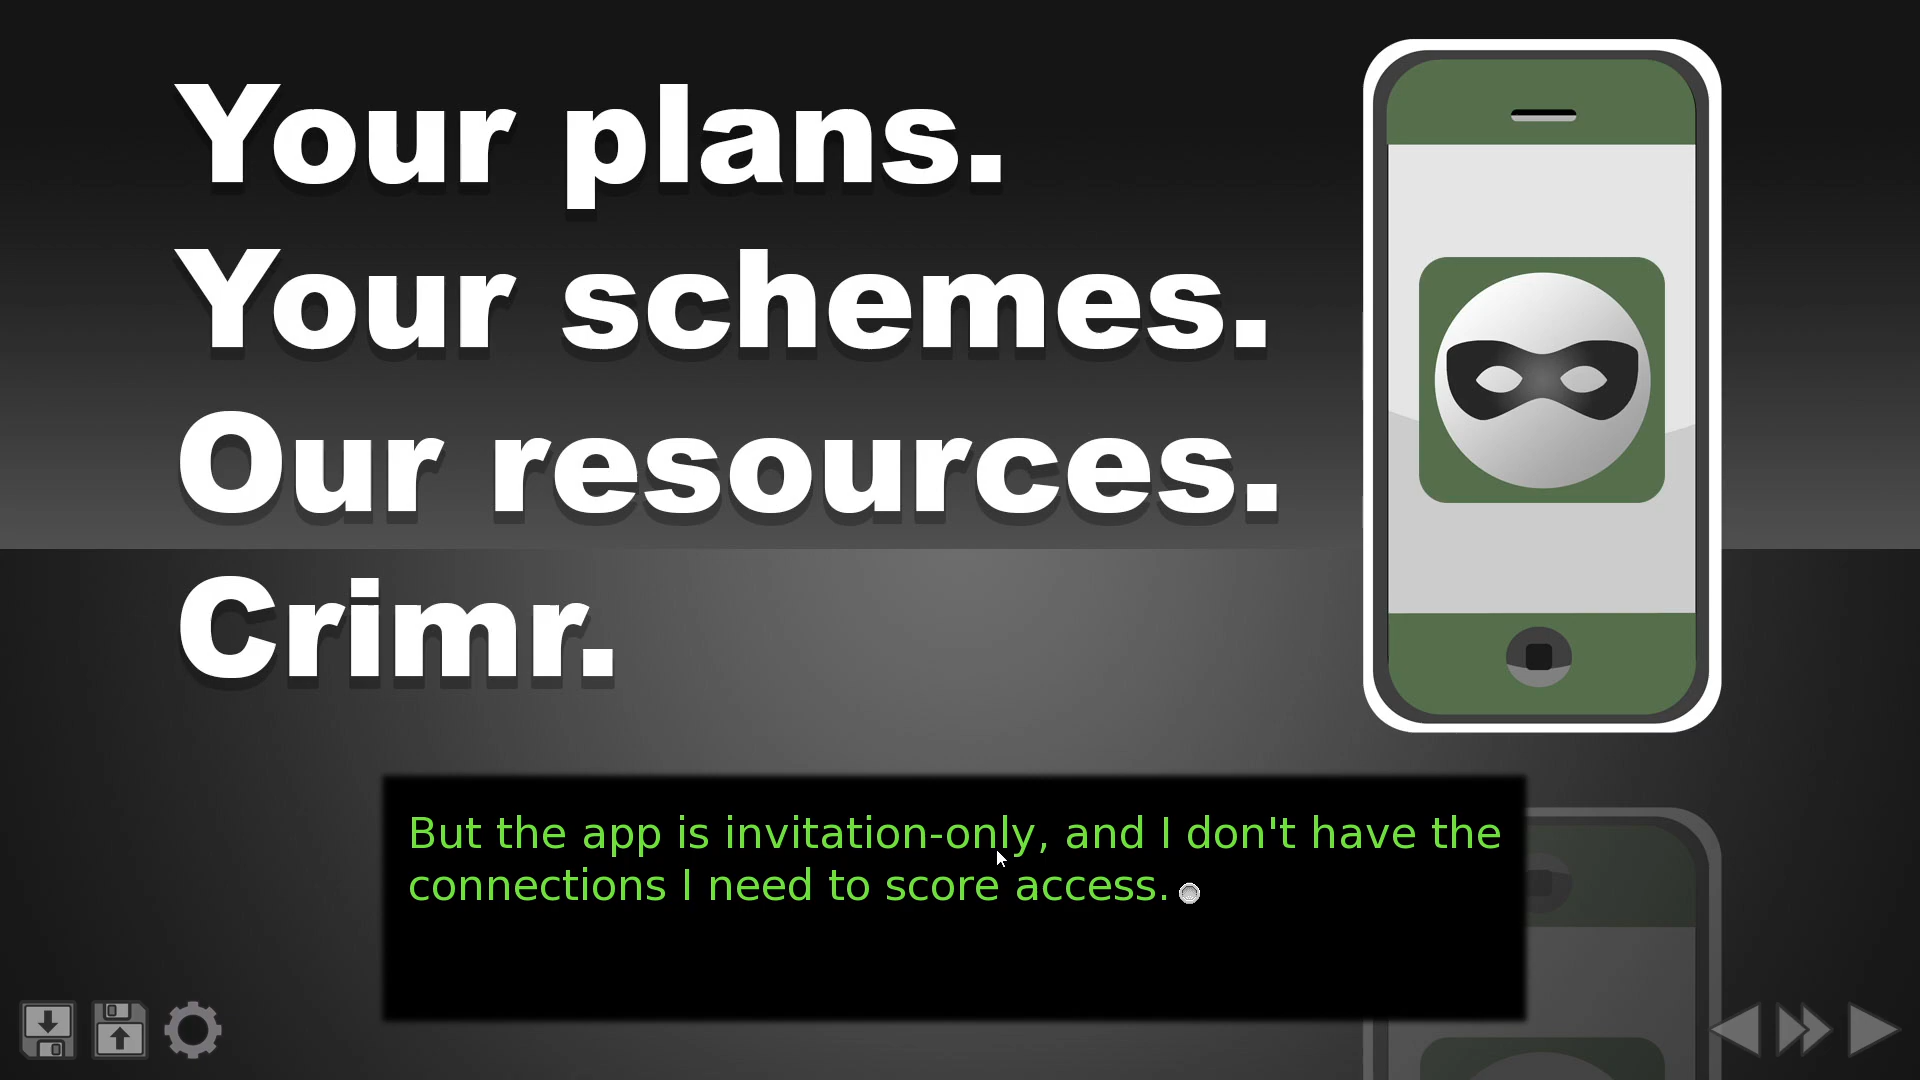 Your plans.
Your schemes.
Our resources.
Crimr.
But the app is invitation-only, and I don't have the
connections I need to score access.